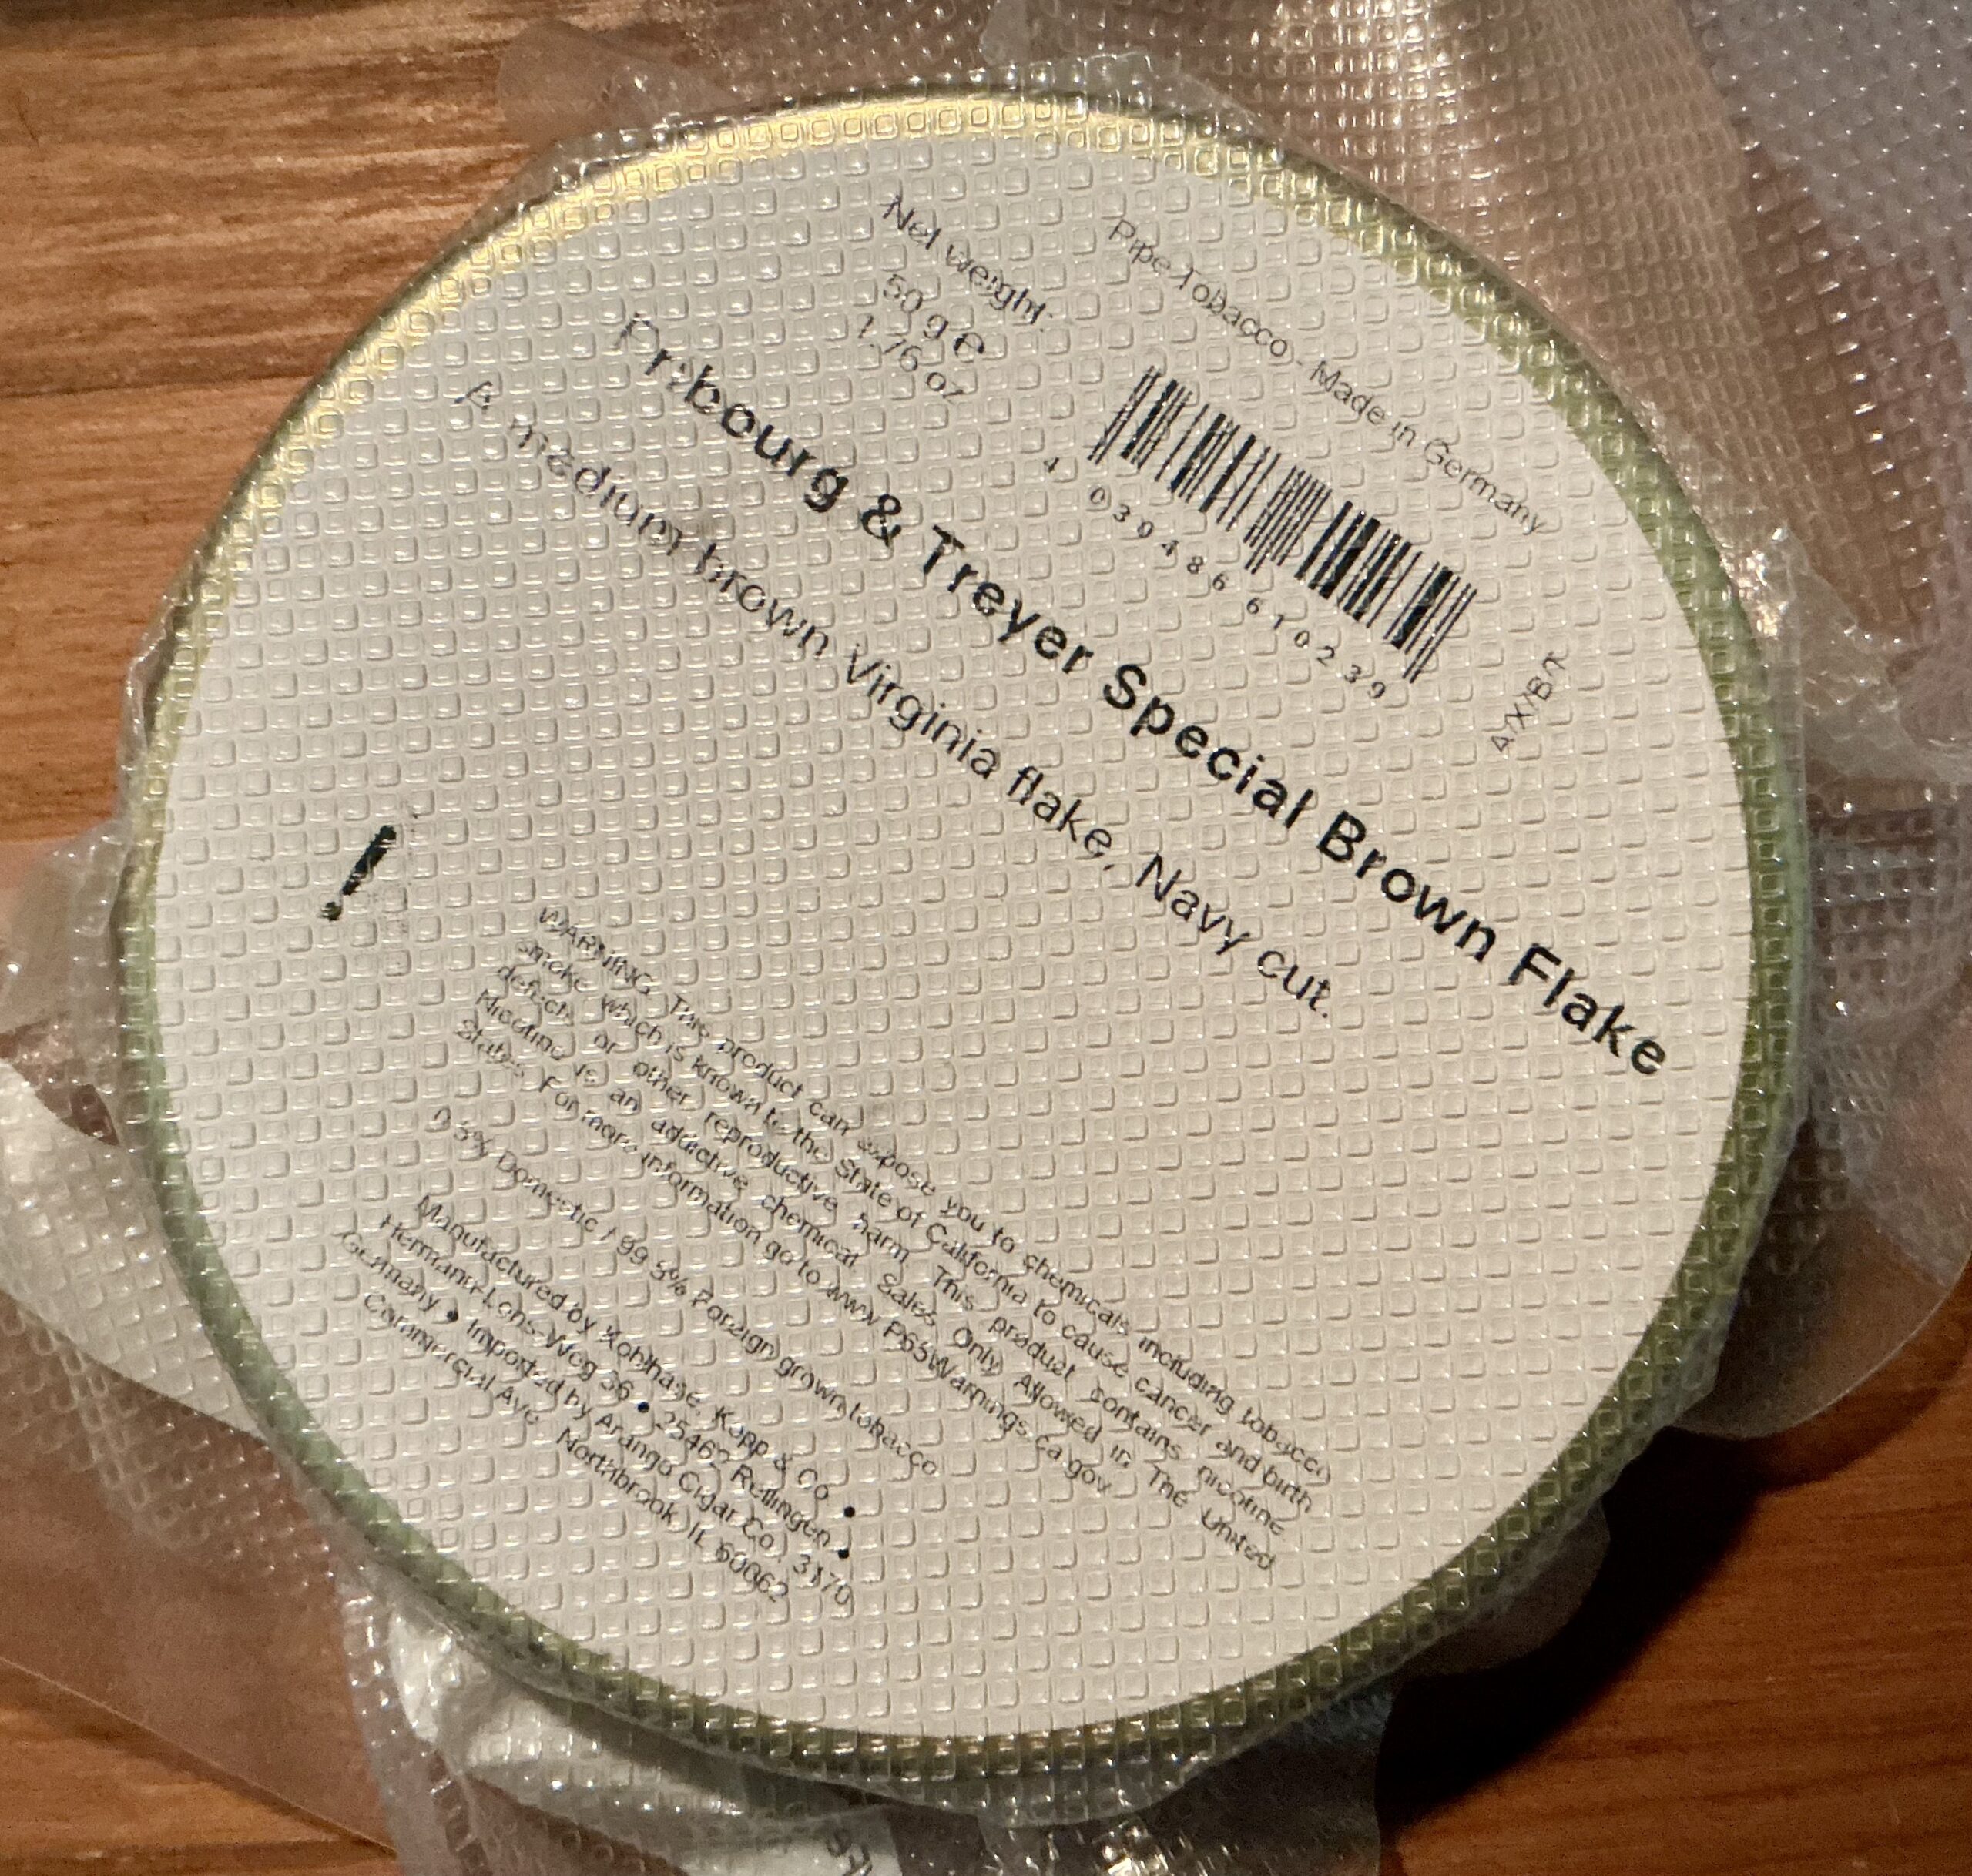 Pipe Tobacco - Made in Germany
Net weight:
50 g e
1.76 oz
4 039486 610239
A/X/B/T
Fribourg & Treyer Special Brown Flake
A medium brown Virginia flake, Navy cut.
!
WARNING: This product can expose you to chemicals including tobacco
smoke, which is known to the State of California to cause cancer and birth
defects or other reproductive harm. This product contains nicotine.
Nicotine is an addictive chemical. Sales Only Allowed in The United
States. For more information go to www.P65Warnings.ca.gov
0.5% Domestic / 99.5% Foreign grown tobacco
Manufactured by Kohlhase, Kopp & Co •
Hermann-Löns-Weg 36 • 25462 Rellingen •
Germany • Imported by Arango Cigar Co., 3170
Commercial Ave. Northbrook, IL 60062